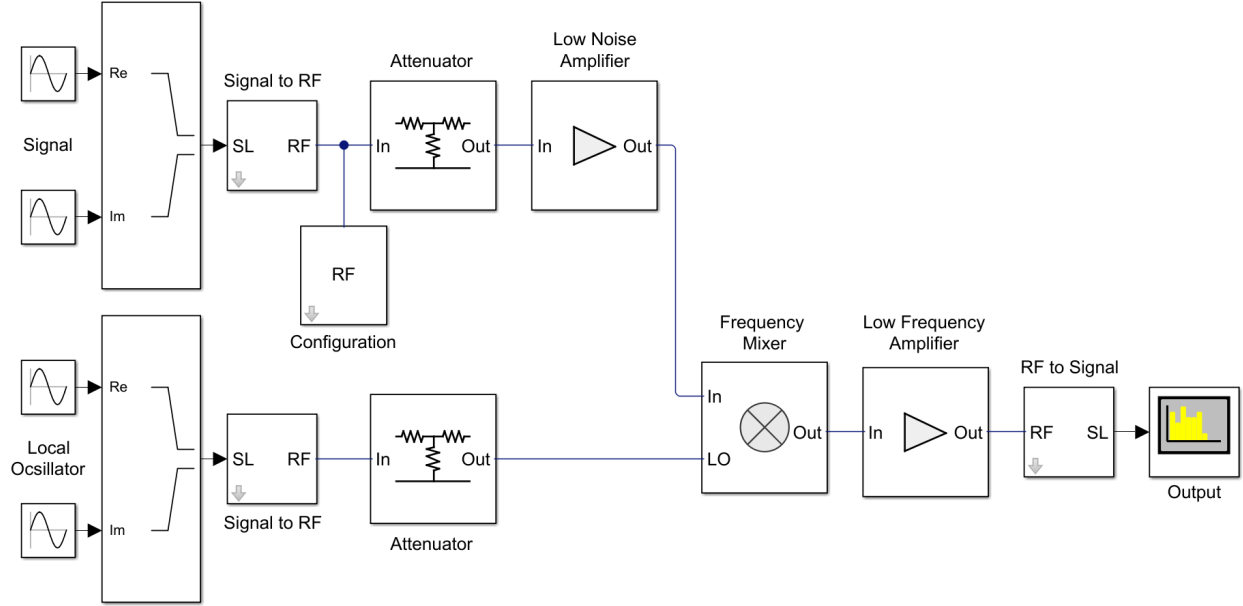 Low Noise
Amplifier
Attenuator
Signal to RF
Re
Signal
SL RF
In Out
In Out
Im
RF
Configuration
Frequency
Mixer
Low Frequency
Amplifier
RF to Signal
Re
In
Out
LO
In Out
RF SL
Local
Ocsillator
SL RF
In Out
Output
Signal to RF
Im
Attenuator